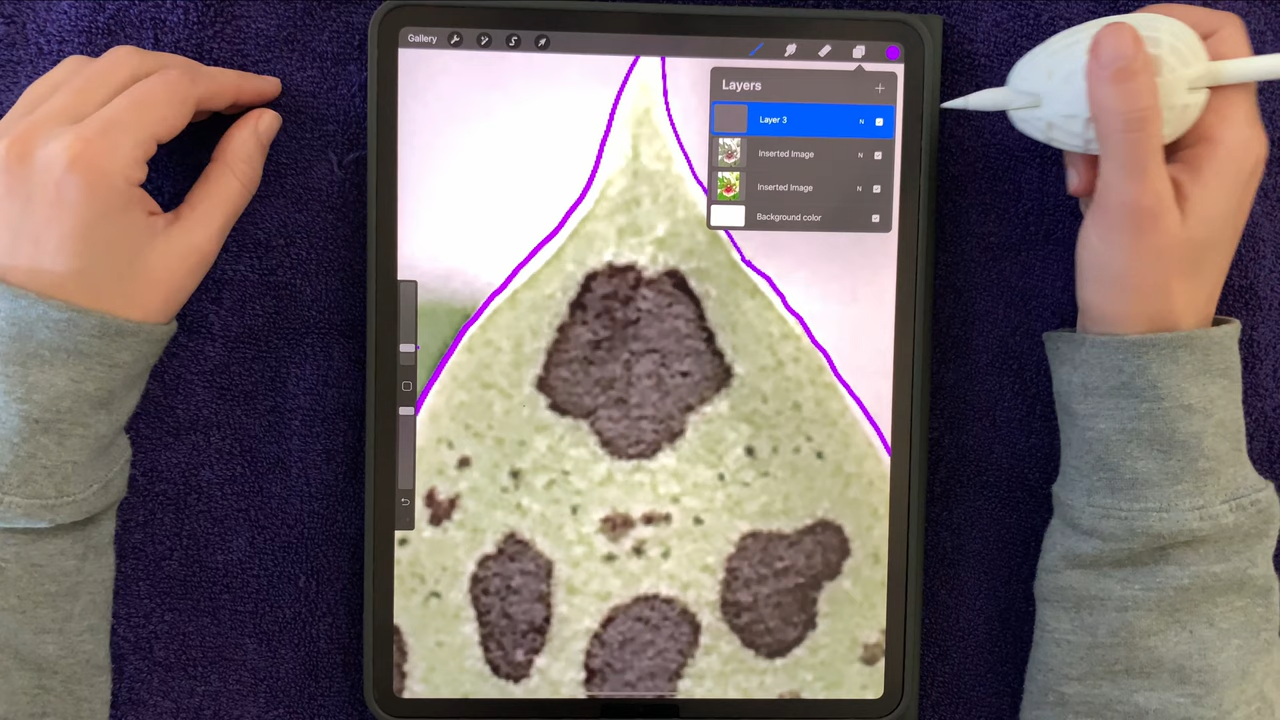 Gallery
Layers
Layer 3 N
Inserted Image N
Inserted Image N
Background color